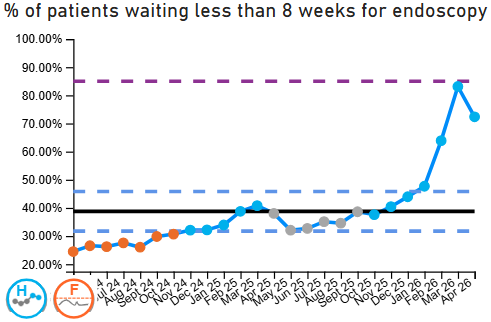 % of patients waiting less than 8 weeks for endoscopy
100.00%
90.00%
80.00%
70.00%
60.00%
50.00%
40.00%
30.00%
20.00%
4
Jul 24
Aug 24
Sept 24
Oct 24
Nov 24
Dec 24
Jan 25
Feb 25
Mar 25
Apr 25
May 25
Jun 25
Jul 25
Aug 25
Sept 25
Oct 25
Nov 25
Dec 25
Jan 26
Feb 26
Mar 26
Apr 26
H
F